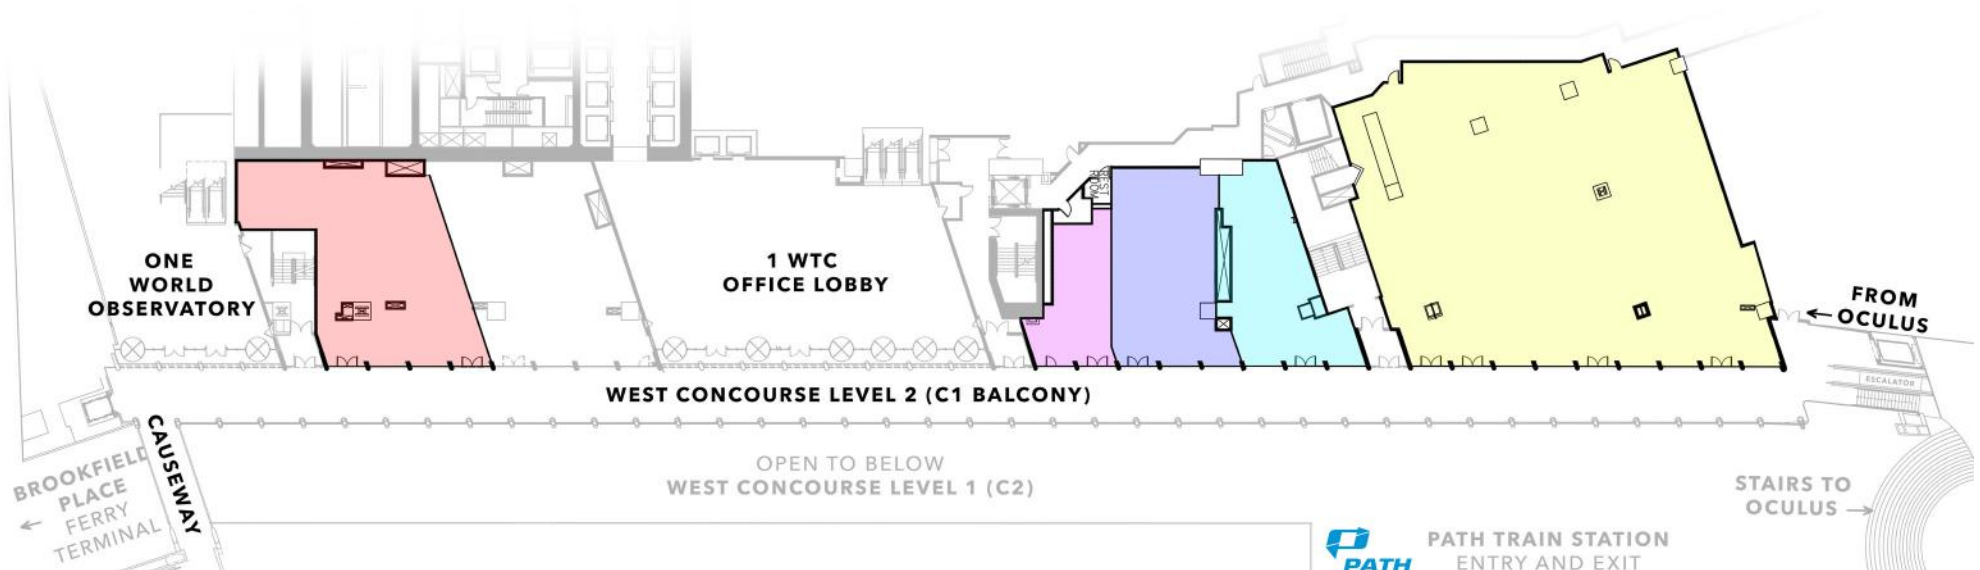 ONE
WORLD
OBSERVATORY
1 WTC
OFFICE LOBBY
REST
ROOM
FROM
← OCULUS
ESCALATOR
WEST CONCOURSE LEVEL 2 (C1 BALCONY)
CAUSEWAY
BROOKFIELD
PLACE
← FERRY
TERMINAL
OPEN TO BELOW
WEST CONCOURSE LEVEL 1 (C2)
STAIRS TO
OCULUS →
PATH
PATH TRAIN STATION
ENTRY AND EXIT